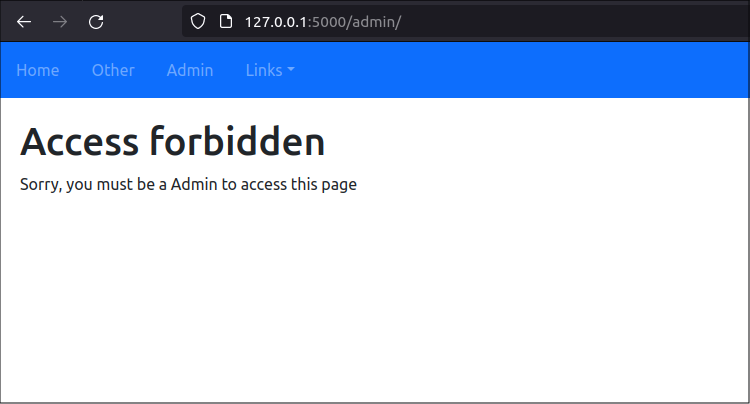 127.0.0.1:5000/admin/
Home Other Admin Links
Access forbidden
Sorry, you must be a Admin to access this page